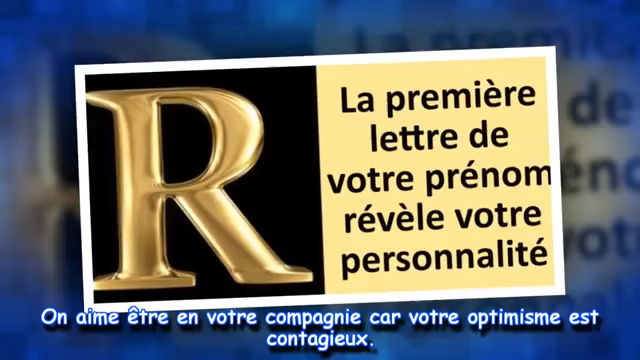 R
La première
lettre de
votre prénom
révèle votre
personnalité
On aime être en votre compagnie car votre optimisme est
contagieux.